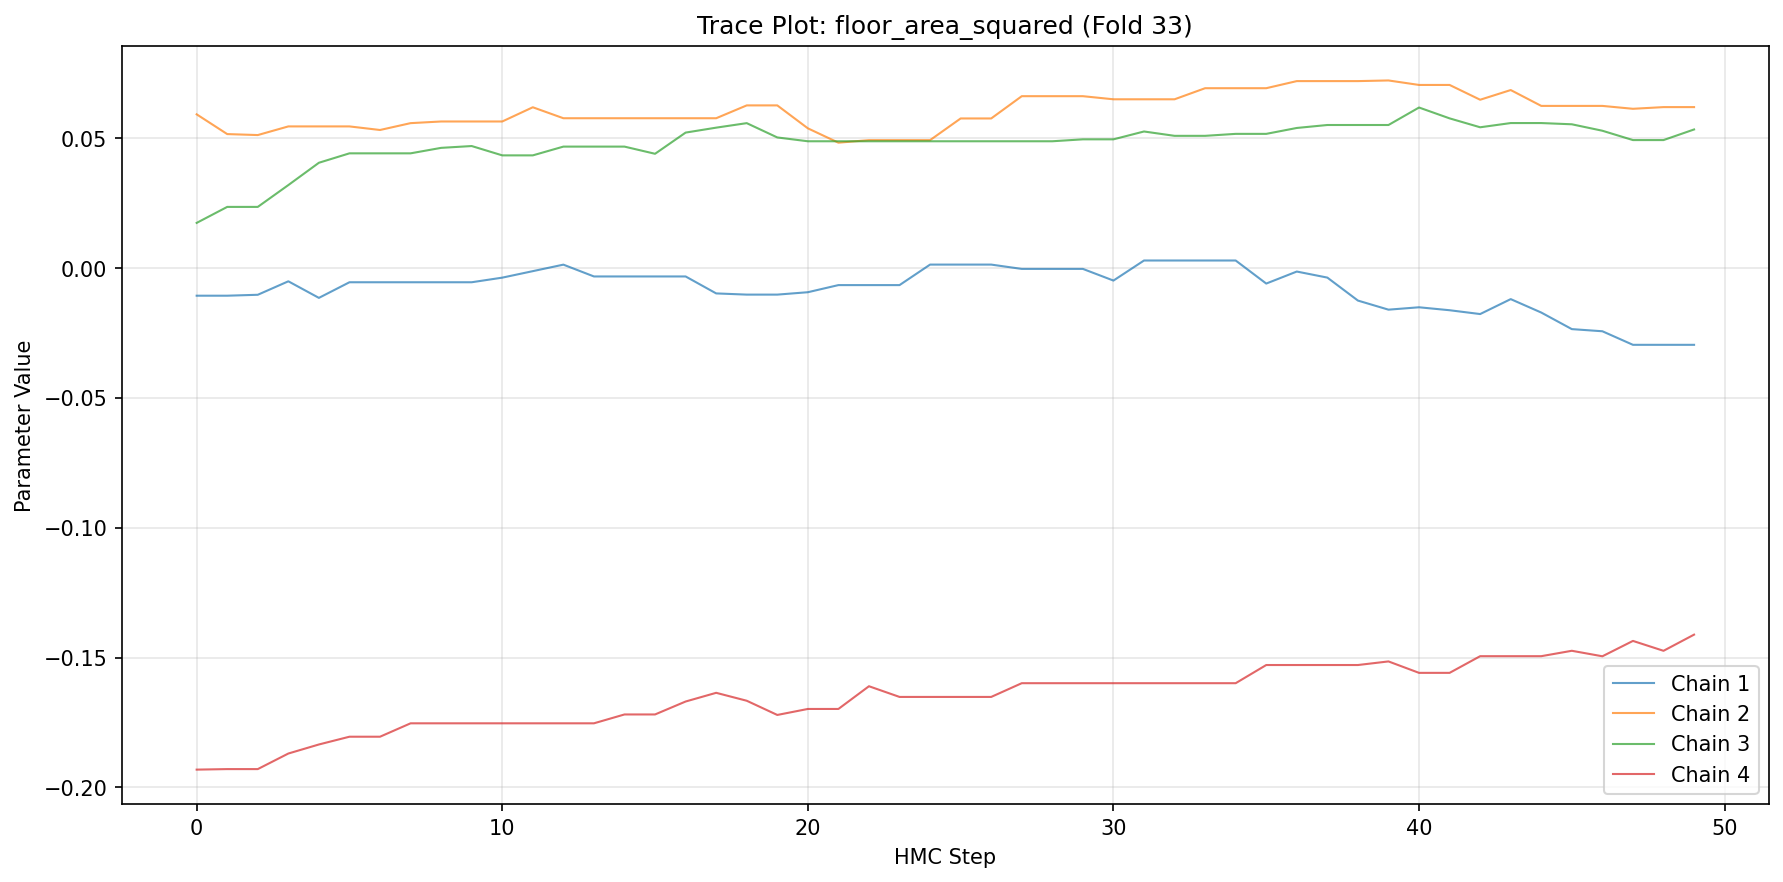 Trace Plot: floor_area_squared (Fold 33)
Parameter Value
0.05
0.00
−0.05
−0.10
−0.15
−0.20
0 10 20 30 40 50
HMC Step
Chain 1
Chain 2
Chain 3
Chain 4